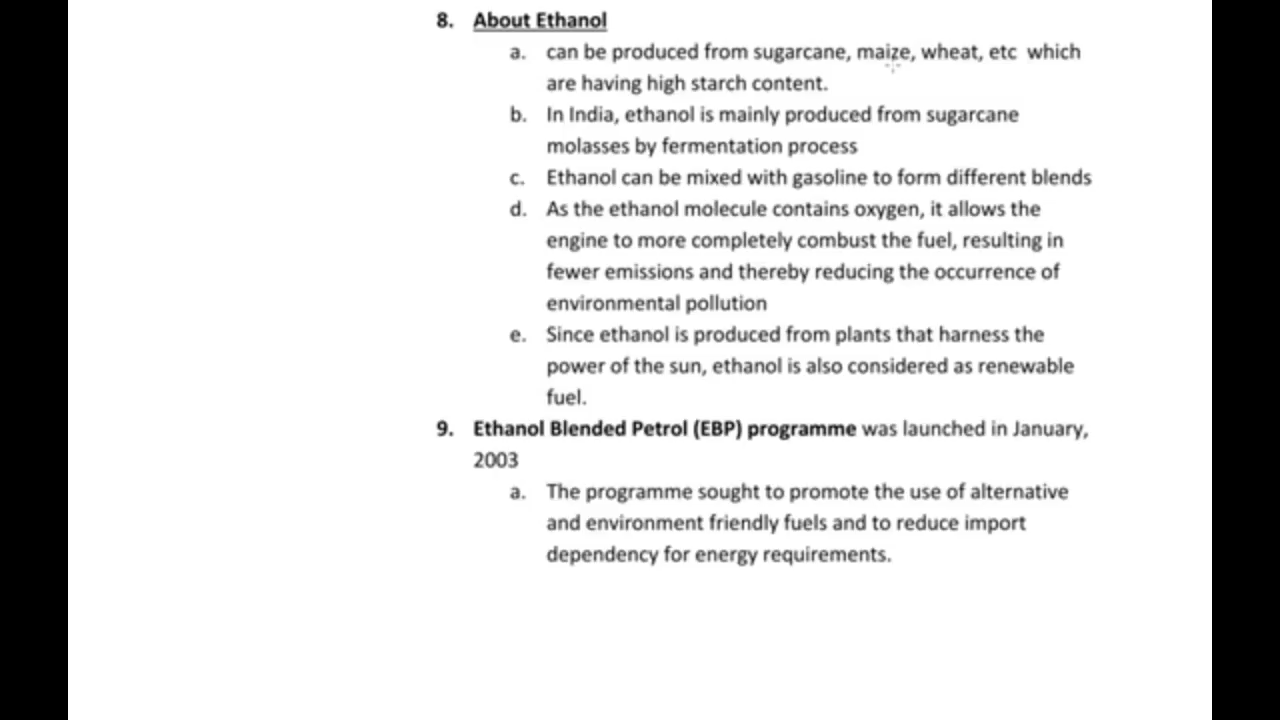 8. About Ethanol
a. can be produced from sugarcane, maize, wheat, etc which
are having high starch content.
b. In India, ethanol is mainly produced from sugarcane
molasses by fermentation process
c. Ethanol can be mixed with gasoline to form different blends
d. As the ethanol molecule contains oxygen, it allows the
engine to more completely combust the fuel, resulting in
fewer emissions and thereby reducing the occurrence of
environmental pollution
e. Since ethanol is produced from plants that harness the
power of the sun, ethanol is also considered as renewable
fuel.
9. Ethanol Blended Petrol (EBP) programme was launched in January,
2003
a. The programme sought to promote the use of alternative
and environment friendly fuels and to reduce import
dependency for energy requirements.